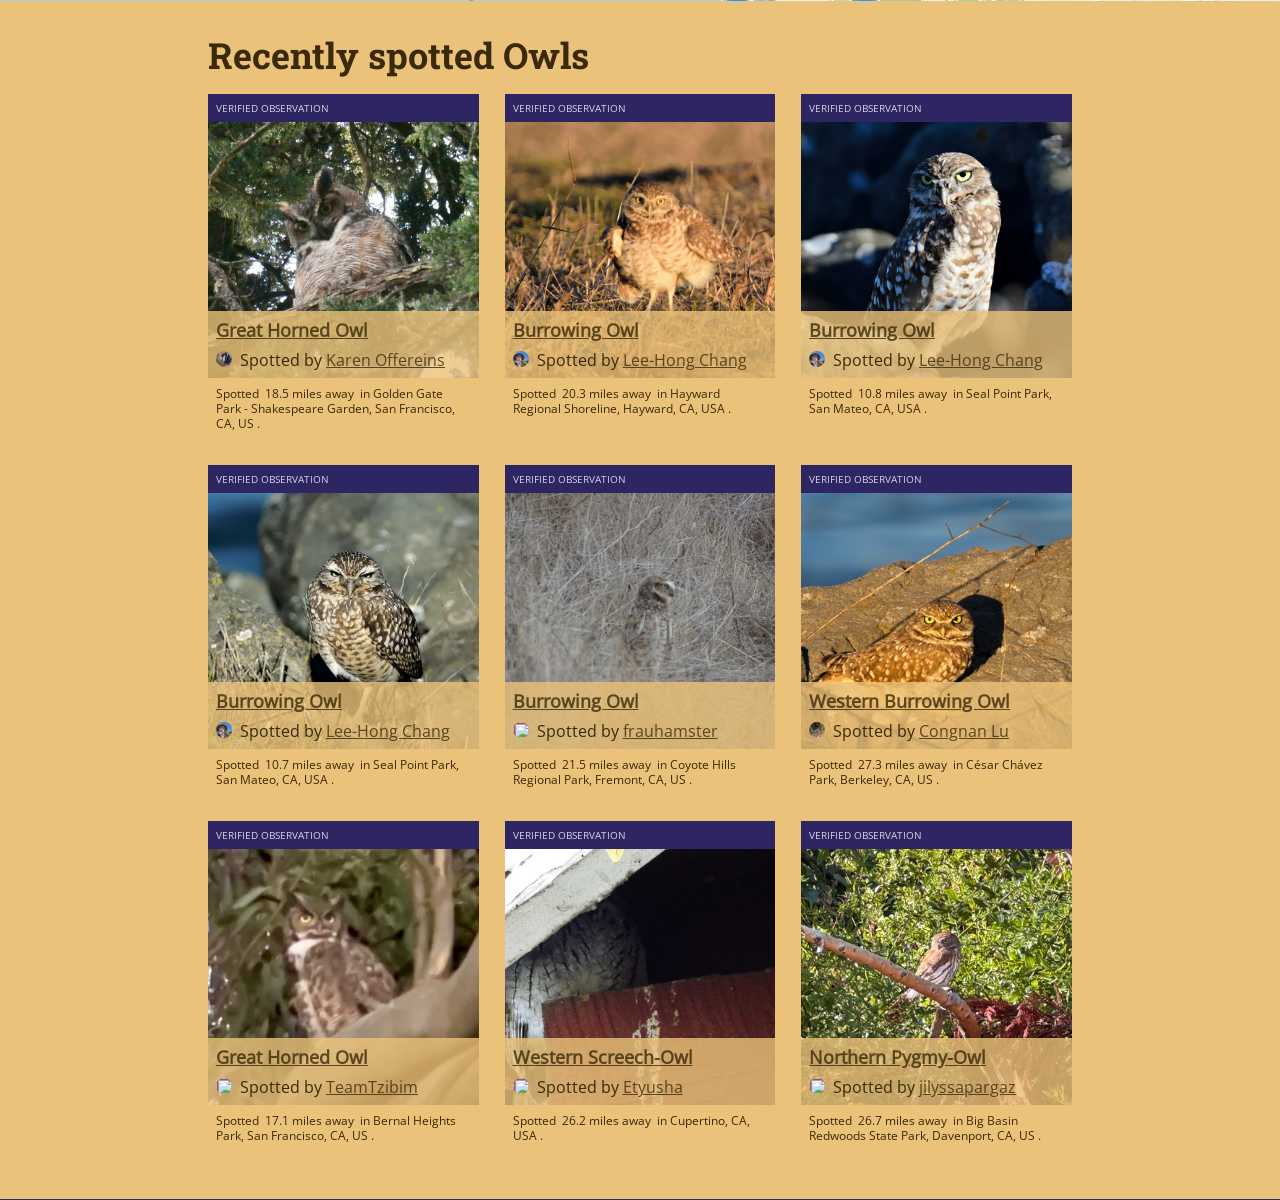 Recently spotted Owls
VERIFIED OBSERVATION
Great Horned Owl
Spotted by Karen Offereins
Spotted 18.5 miles away in Golden Gate
Park - Shakespeare Garden, San Francisco,
CA, US .
VERIFIED OBSERVATION
Burrowing Owl
Spotted by Lee-Hong Chang
Spotted 20.3 miles away in Hayward
Regional Shoreline, Hayward, CA, USA .
VERIFIED OBSERVATION
Burrowing Owl
Spotted by Lee-Hong Chang
Spotted 10.8 miles away in Seal Point Park,
San Mateo, CA, USA .
VERIFIED OBSERVATION
Burrowing Owl
Spotted by Lee-Hong Chang
Spotted 10.7 miles away in Seal Point Park,
San Mateo, CA, USA .
VERIFIED OBSERVATION
Burrowing Owl
Spotted by frauhamster
Spotted 21.5 miles away in Coyote Hills
Regional Park, Fremont, CA, US .
VERIFIED OBSERVATION
Western Burrowing Owl
Spotted by Congnan Lu
Spotted 27.3 miles away in César Chávez
Park, Berkeley, CA, US .
VERIFIED OBSERVATION
Great Horned Owl
Spotted by TeamTzibim
Spotted 17.1 miles away in Bernal Heights
Park, San Francisco, CA, US .
VERIFIED OBSERVATION
Western Screech-Owl
Spotted by Etyusha
Spotted 26.2 miles away in Cupertino, CA,
USA .
VERIFIED OBSERVATION
Northern Pygmy-Owl
Spotted by jilyssapargaz
Spotted 26.7 miles away in Big Basin
Redwoods State Park, Davenport, CA, US .